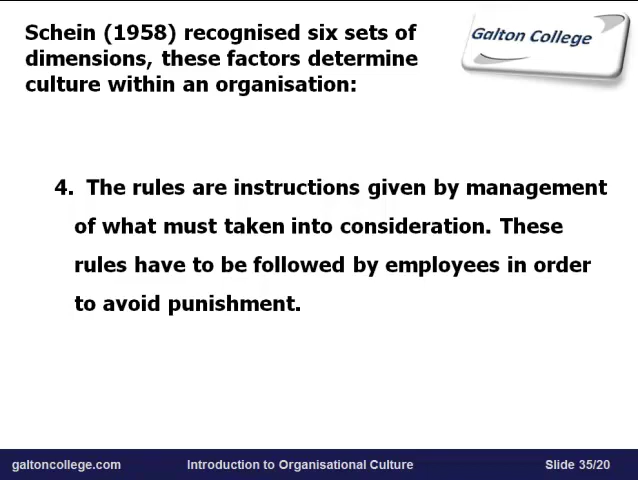 Schein (1958) recognised six sets of
dimensions, these factors determine
culture within an organisation:
Galton College
4. The rules are instructions given by management
of what must taken into consideration. These
rules have to be followed by employees in order
to avoid punishment.
galtoncollege.com Introduction to Organisational Culture Slide 35/20